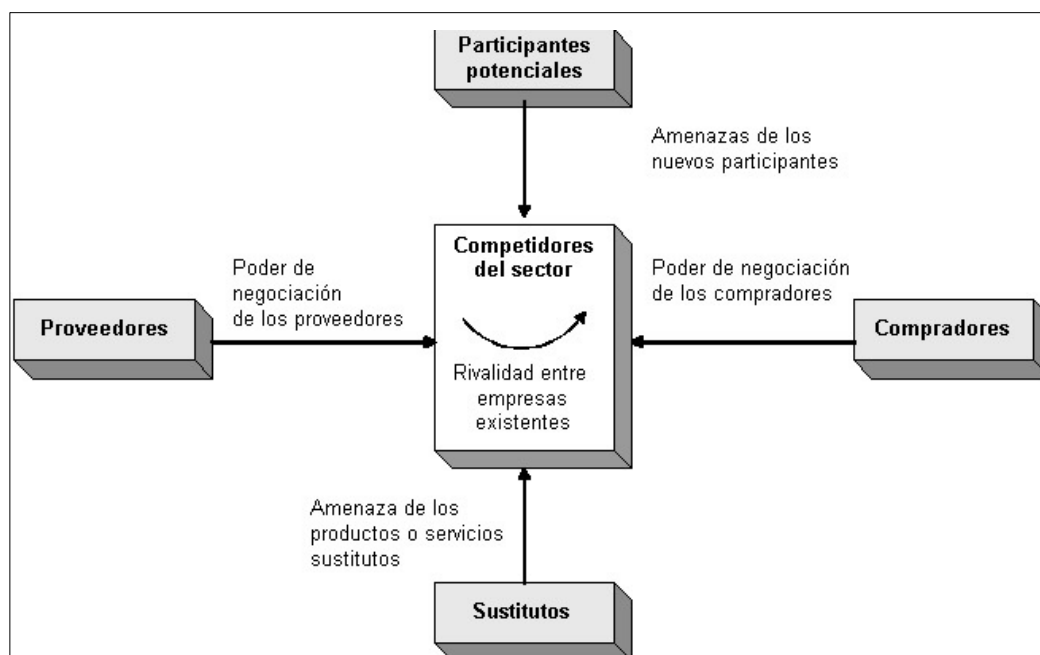 Participantes
potenciales
Amenazas de los
nuevos participantes
Competidores
del sector
Poder de
negociación
de los proveedores
Poder de negociación
de los compradores
Proveedores
Compradores
Rivalidad entre
empresas
existentes
Amenaza de los
productos o servicios
sustitutos
Sustitutos